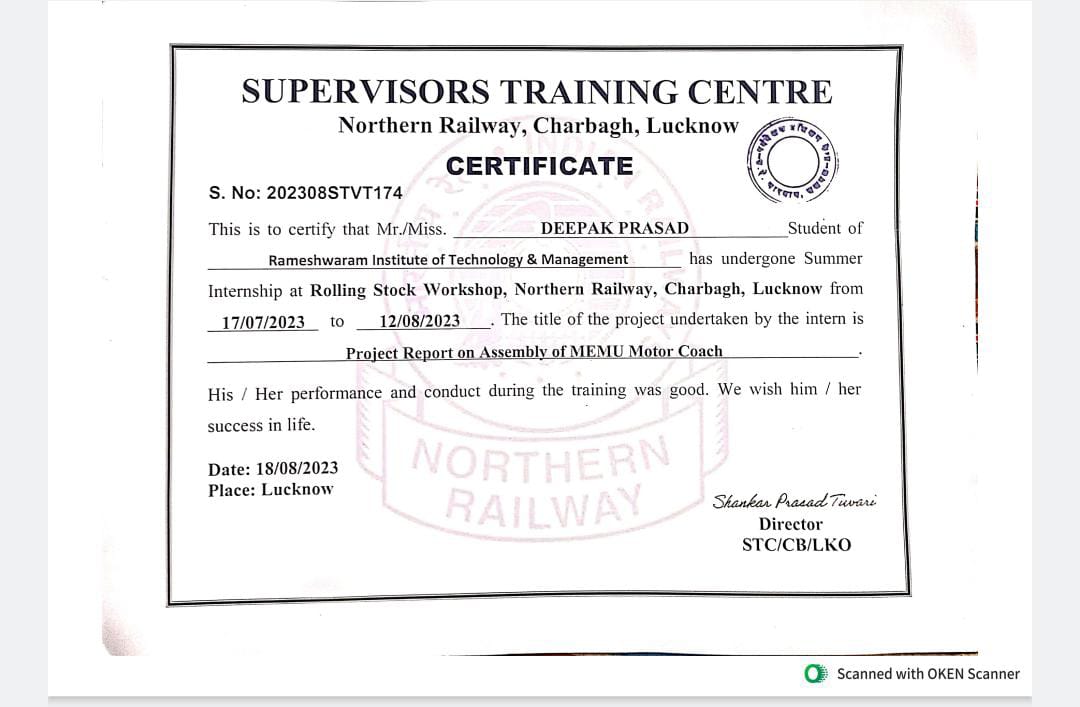 SUPERVISORS TRAINING CENTRE
Northern Railway, Charbagh, Lucknow
CERTIFICATE
S. No: 202308STVT174
This is to certify that Mr./Miss. DEEPAK PRASAD Student of
Rameshwaram Institute of Technology & Management has undergone Summer
Internship at Rolling Stock Workshop, Northern Railway, Charbagh, Lucknow from
17/07/2023 to 12/08/2023. The title of the project undertaken by the intern is
Project Report on Assembly of MEMU Motor Coach.
His / Her performance and conduct during the training was good. We wish him / her
success in life.
NORTHERN
RAILWAY
Date: 18/08/2023
Place: Lucknow
Shankar Prasad Tiwari
Director
STC/CB/LKO
Scanned with OKEN Scanner